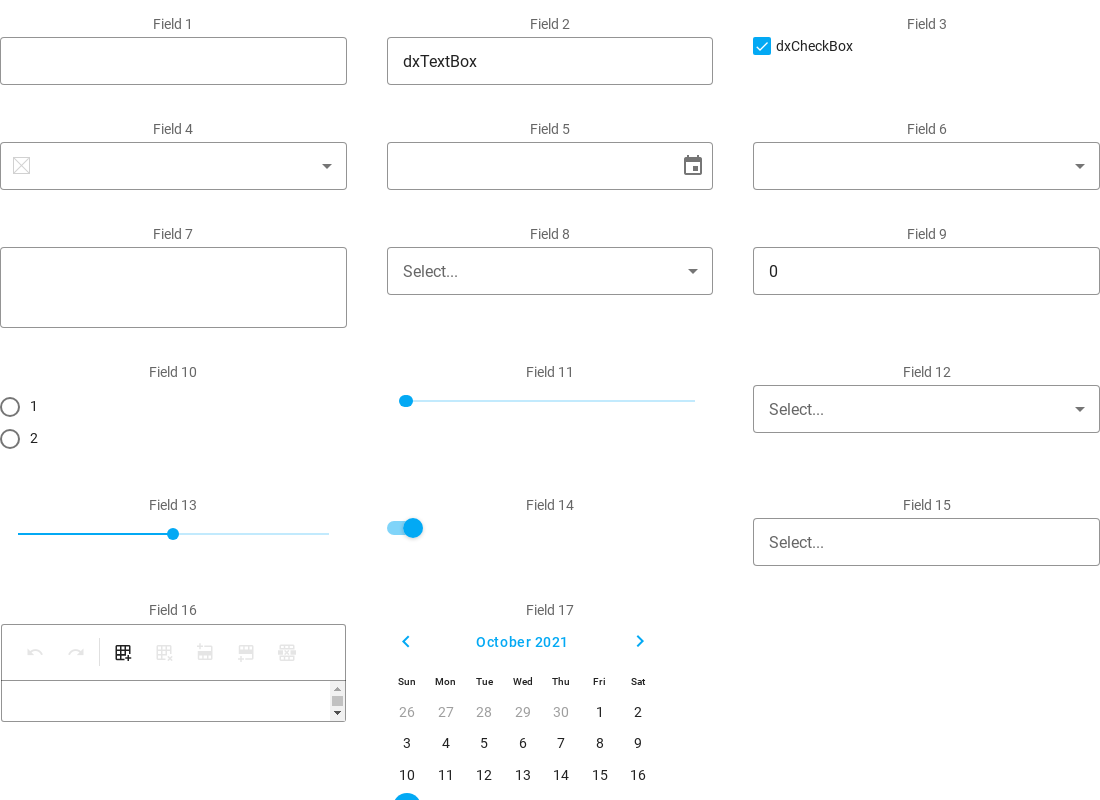 Field 1 Field 2 Field 3
dxTextBox dxCheckBox
Field 4 Field 5 Field 6
Field 7 Field 8 Field 9
Select... 0
Field 10 Field 11 Field 12
1
Select...
2
Field 13 Field 14 Field 15
Select...
Field 16 Field 17
October 2021
Sun Mon Tue Wed Thu Fri Sat
26 27 28 29 30 1 2
3 4 5 6 7 8 9
10 11 12 13 14 15 16